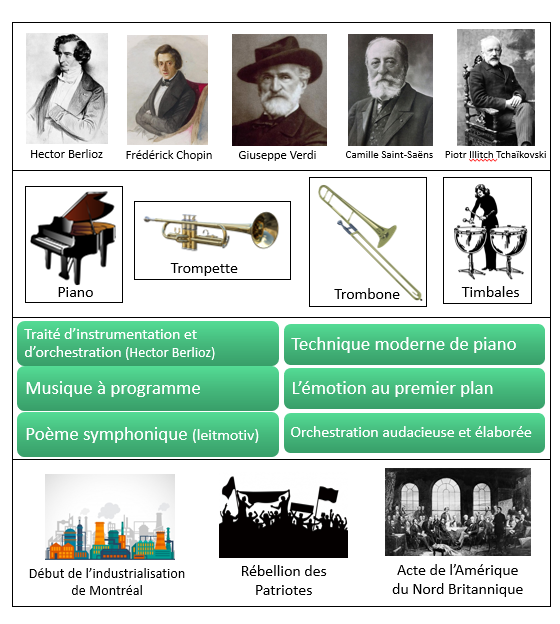 Hector Berlioz
Frédérick Chopin
Giuseppe Verdi
Camille Saint-Saëns
Piotr Illitch Tchaïkovski
Piano
Trompette
Trombone
Timbales
Traité d’instrumentation et
d’orchestration (Hector Berlioz)
Technique moderne de piano
Musique à programme
L’émotion au premier plan
Poème symphonique (leitmotiv)
Orchestration audacieuse et élaborée
Début de l’industrialisation
de Montréal
Rébellion des
Patriotes
Acte de l’Amérique
du Nord Britannique